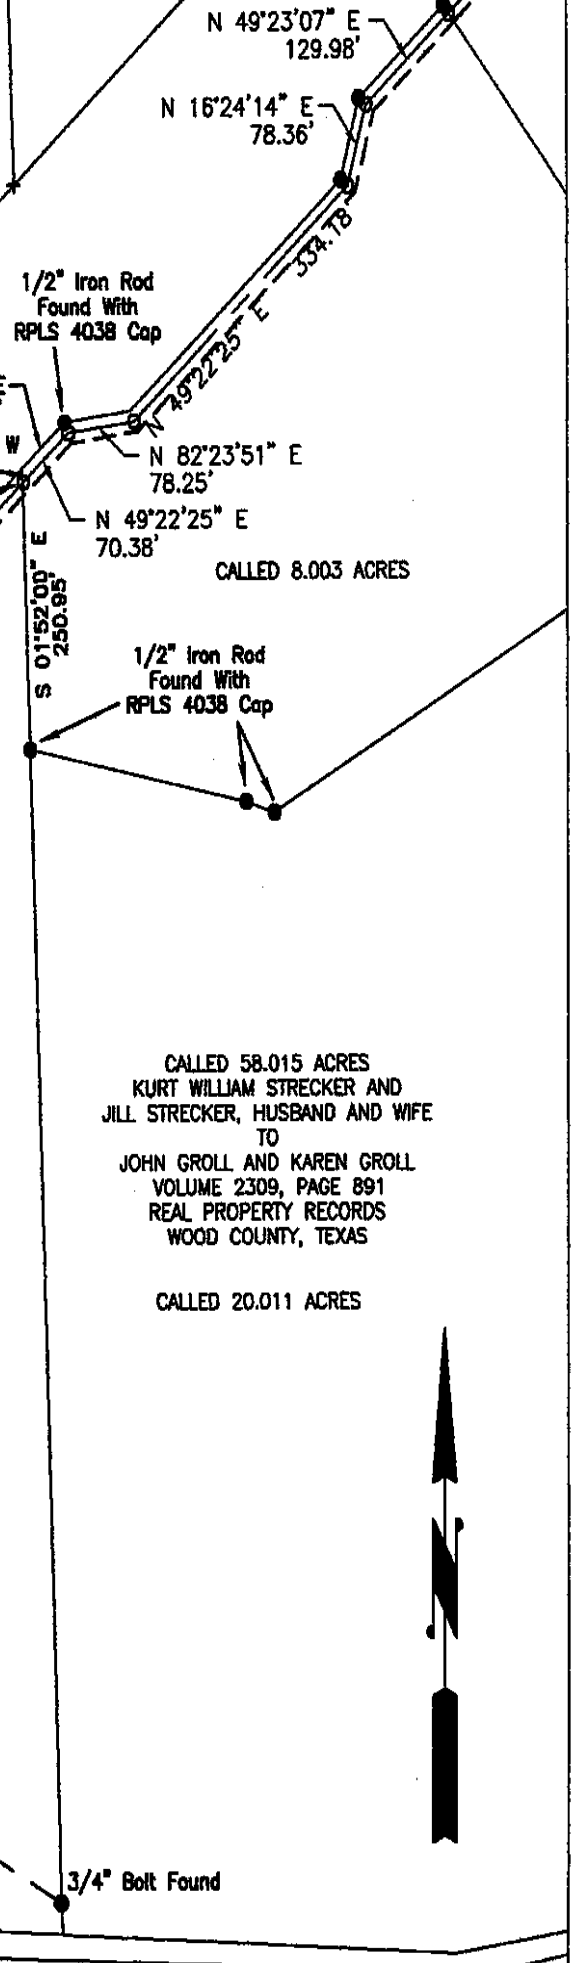 N 49°23'07" E
129.98'
N 16°24'14" E
78.36'
334.78'
N 49°22'25" E
1/2" Iron Rod
Found With
RPLS 4038 Cap
W
N 82°23'51" E
78.25'
N 49°22'25" E
70.38'
CALLED 8.003 ACRES
S 01°52'00" E
250.95'
1/2" Iron Rod
Found With
RPLS 4038 Cap
CALLED 58.015 ACRES
KURT WILLIAM STRECKER AND
JILL STRECKER, HUSBAND AND WIFE
TO
JOHN GROLL AND KAREN GROLL
VOLUME 2309, PAGE 891
REAL PROPERTY RECORDS
WOOD COUNTY, TEXAS
CALLED 20.011 ACRES
N
3/4" Bolt Found